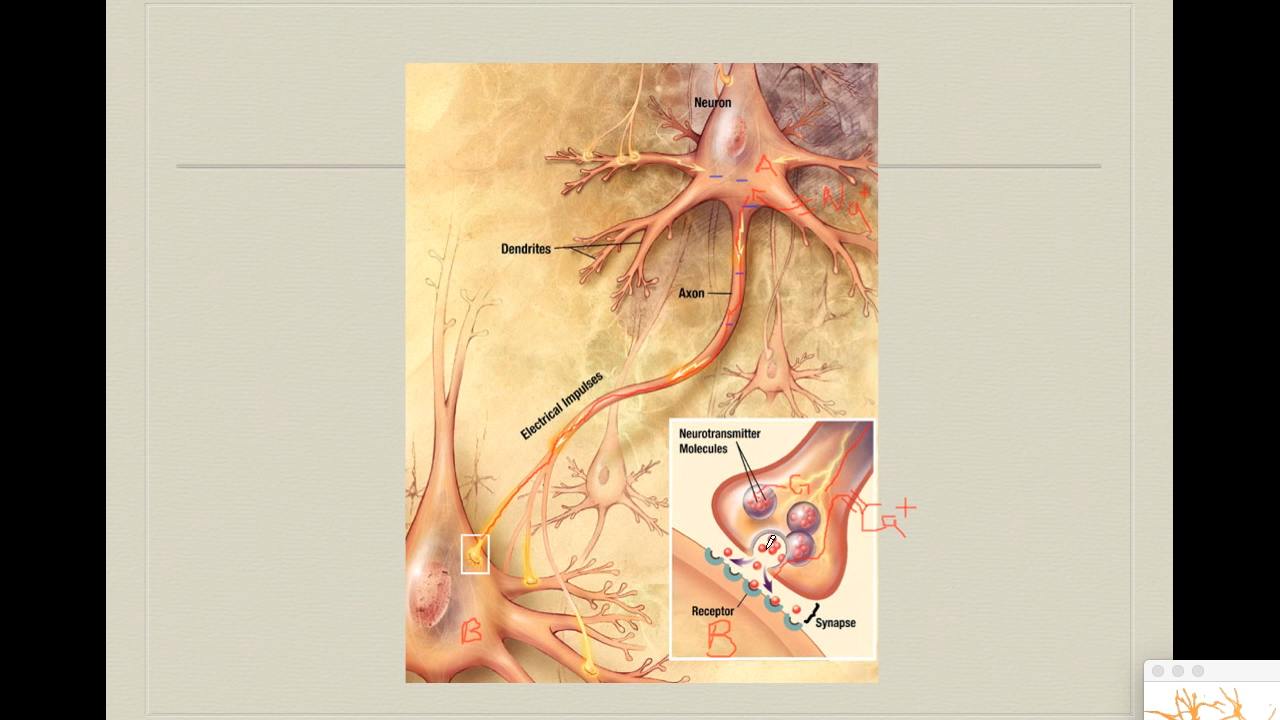 Neuron
A
Na+
Dendrites
Axon
Electrical Impulses
Neurotransmitter
Molecules
G
Ca+
Receptor
Synapse
B
B